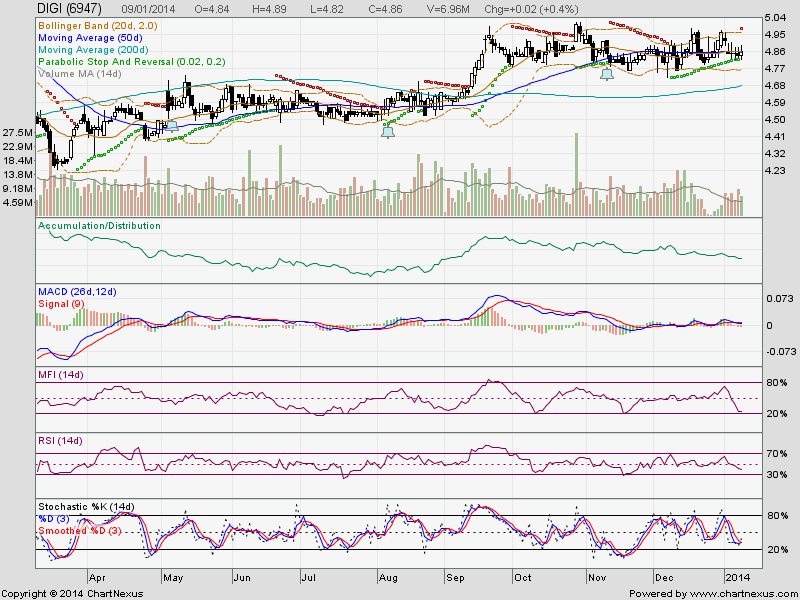 DIGI (6947) 09/01/2014 O=4.84 H=4.89 L=4.82 C=4.86 V=6.96M Chg=+0.02 (+0.4%)
Bollinger Band (20d, 2.0)
Moving Average (50d)
Moving Average (200d)
Parabolic Stop And Reversal (0.02, 0.2)
Volume MA (14d)
5.04
4.95
4.86
4.77
4.68
4.59
4.50
4.41
4.32
4.23
27.5M
22.9M
18.4M
13.8M
9.18M
4.59M
Accumulation/Distribution
MACD (26d,12d)
Signal (9)
0.073
0
-0.073
MFI (14d)
80%
20%
RSI (14d)
70%
30%
Stochastic %K (14d)
%D (3)
Smoothed %D (3)
80%
20%
Apr May Jun Jul Aug Sep Oct Nov Dec 2014
Copyright © 2014 ChartNexus
Powered by www.chartnexus.com